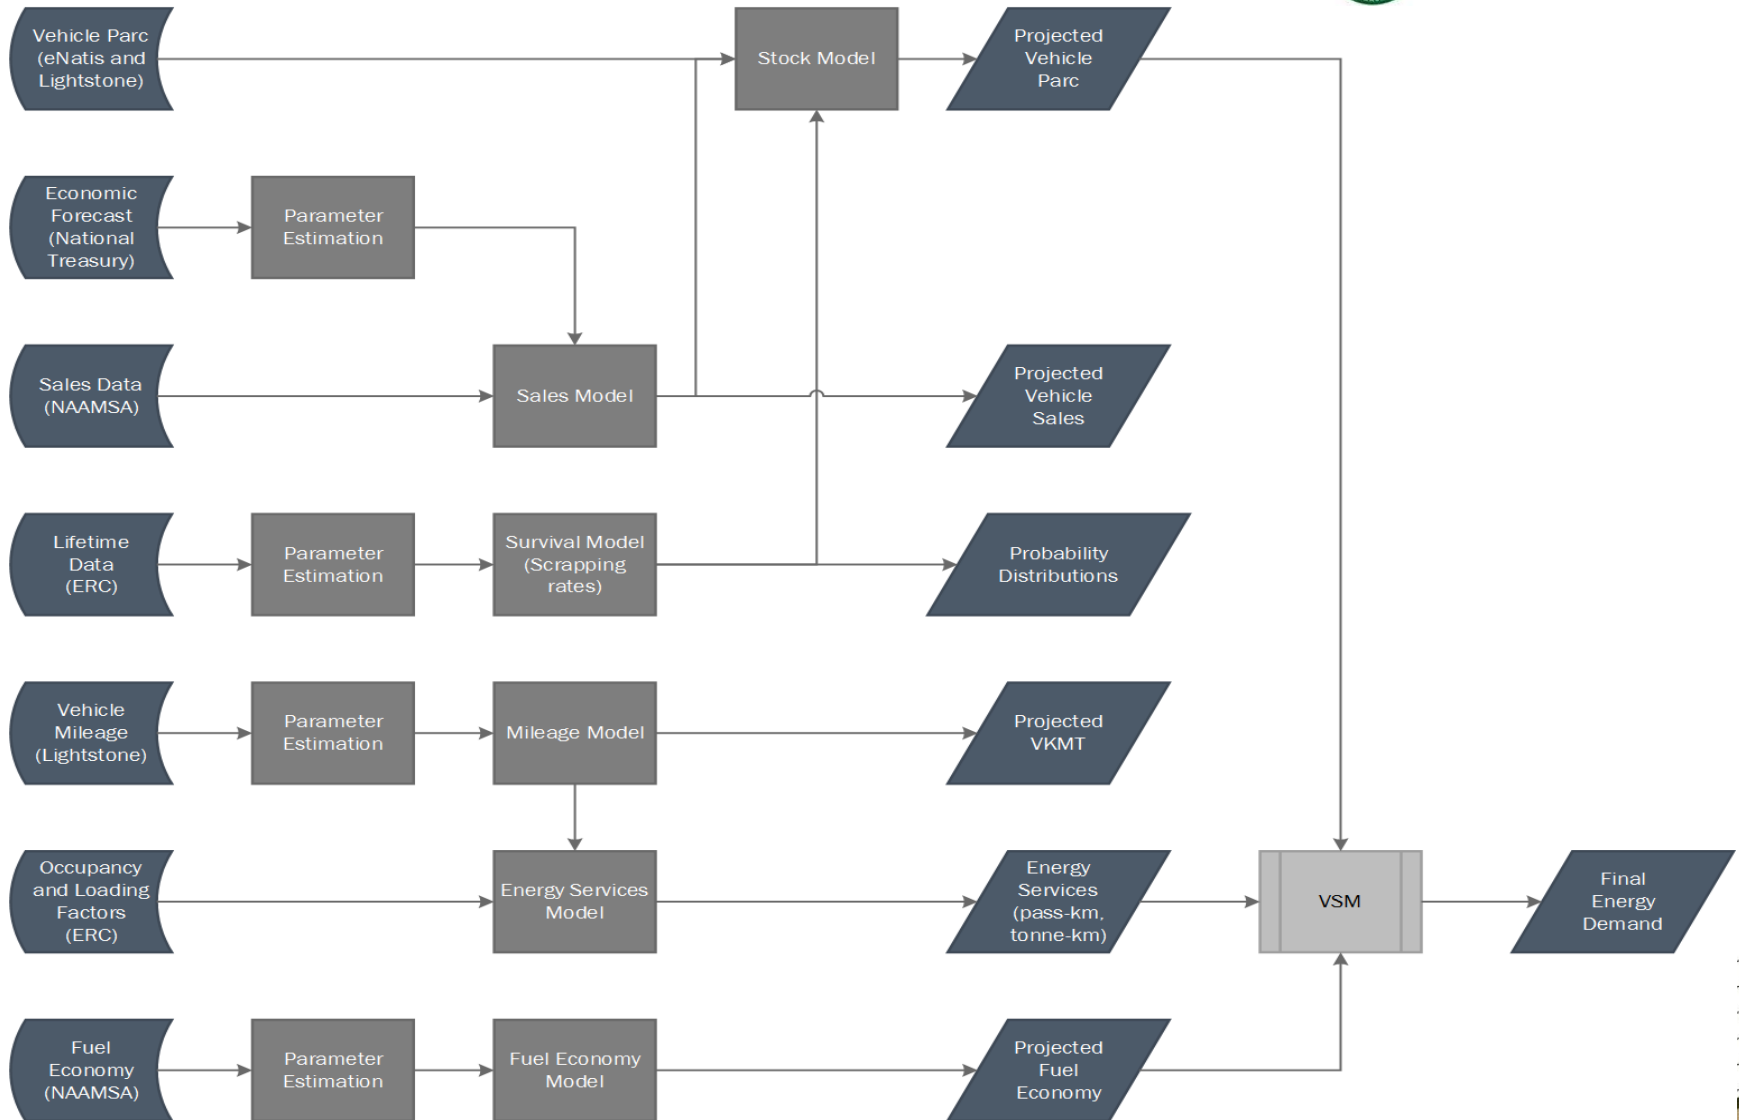 Vehicle Parc
(eNatis and
Lightstone)
Stock Model
Projected
Vehicle
Parc
Economic
Forecast
(National
Treasury)
Parameter
Estimation
Sales Data
(NAAMSA)
Sales Model
Projected
Vehicle
Sales
Lifetime
Data
(ERC)
Parameter
Estimation
Survival Model
(Scrapping
rates)
Probability
Distributions
Vehicle
Mileage
(Lightstone)
Parameter
Estimation
Mileage Model
Projected
VKMT
Occupancy
and Loading
Factors
(ERC)
Energy Services
Model
Energy
Services
(pass-km,
tonne-km)
VSM
Final
Energy
Demand
Fuel
Economy
(NAAMSA)
Parameter
Estimation
Fuel Economy
Model
Projected
Fuel
Economy